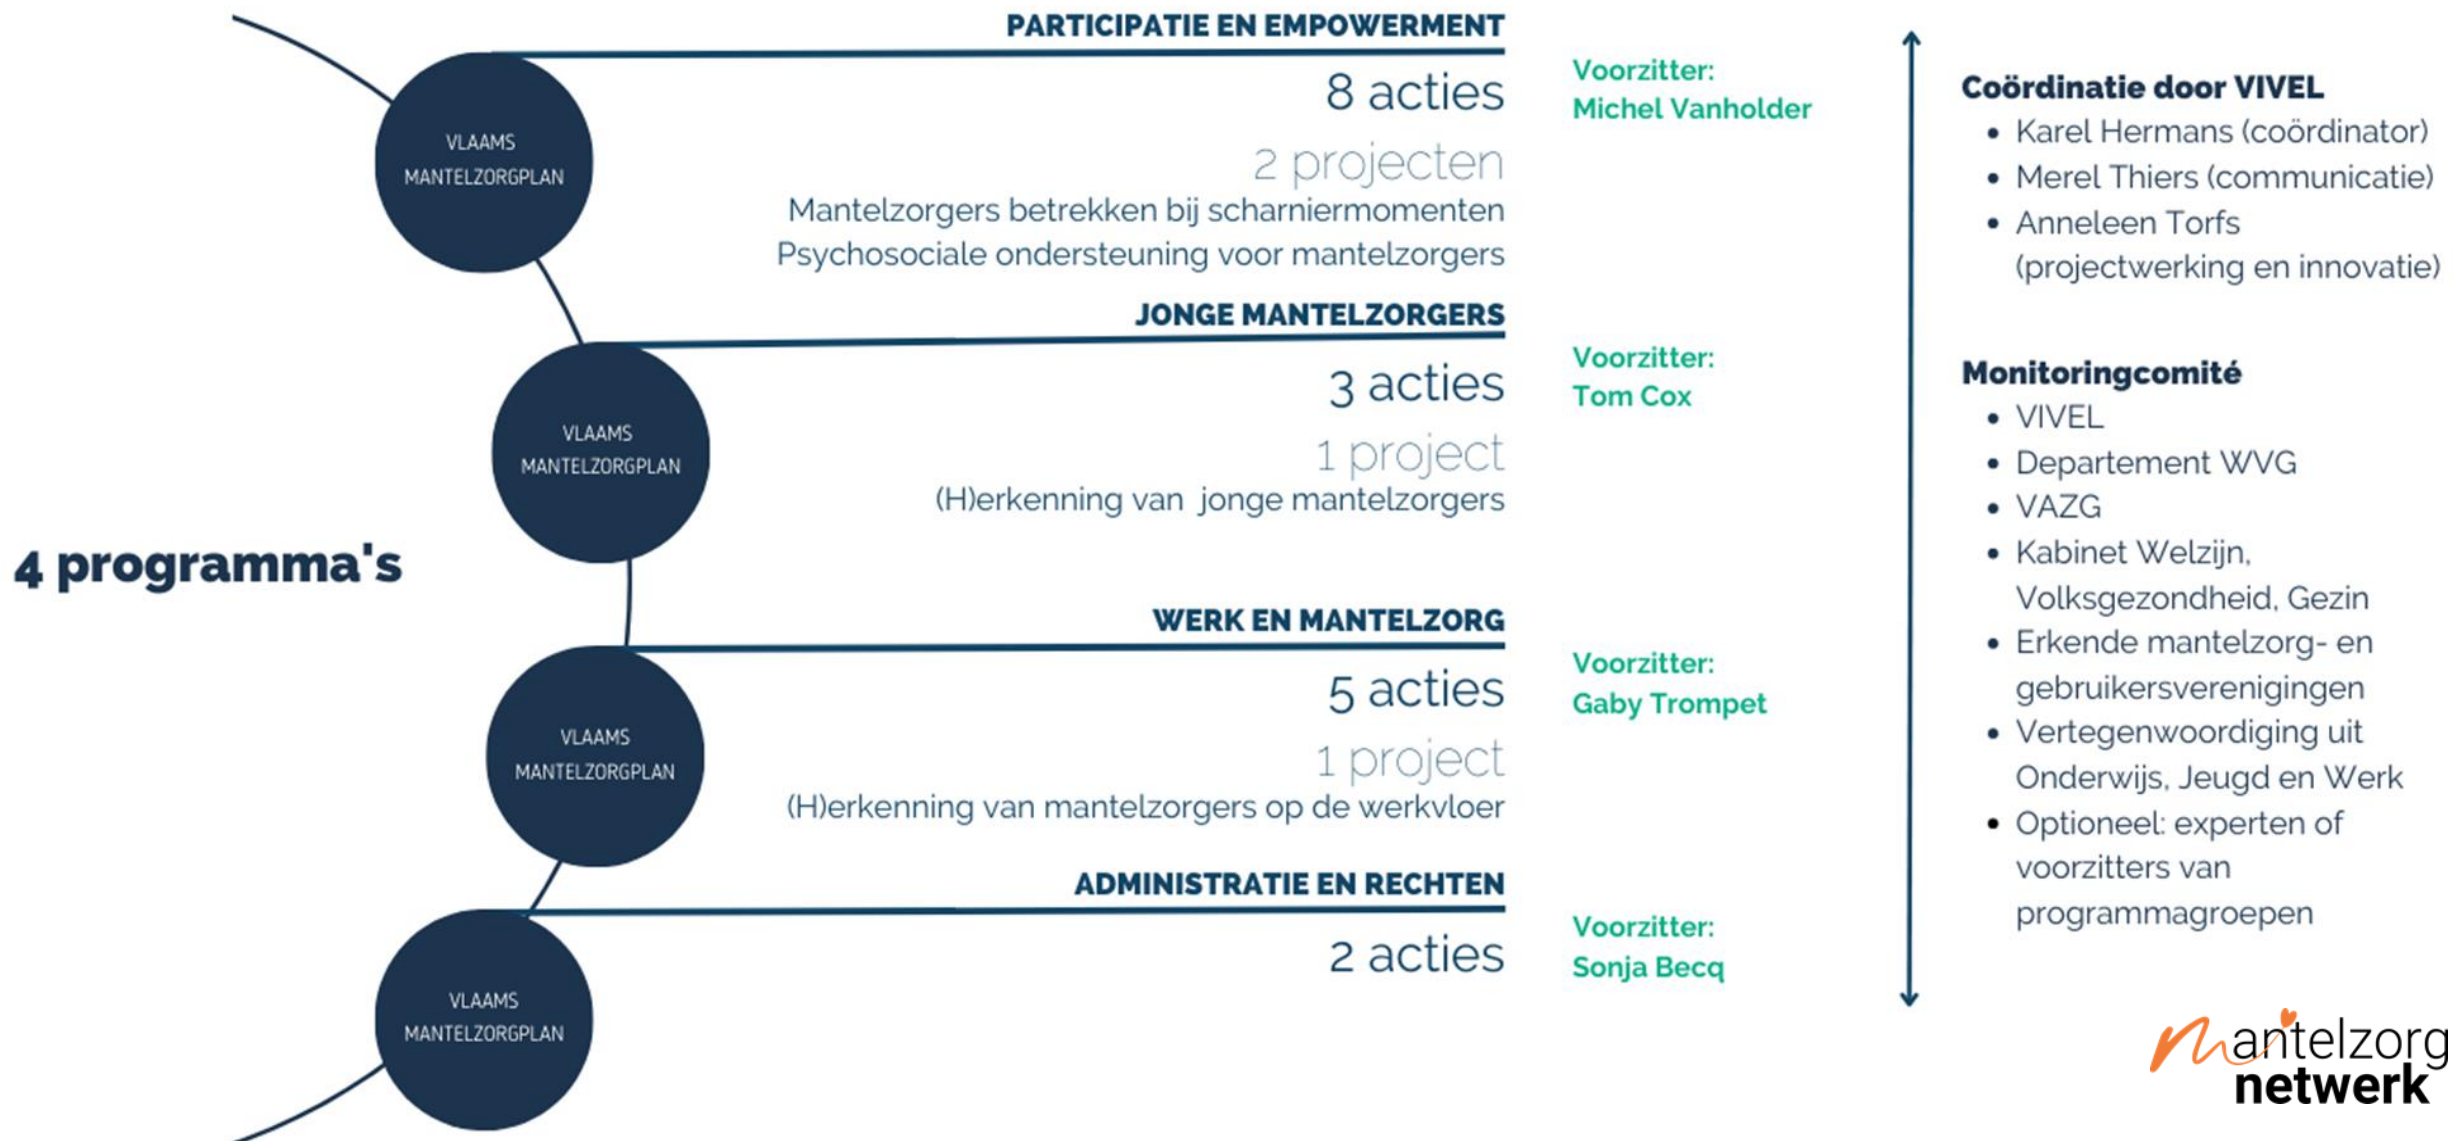 4 programma's
VLAAMS
MANTELZORGPLAN
PARTICIPATIE EN EMPOWERMENT
8 acties
2 projecten
Mantelzorgers betrekken bij scharniermomenten
Psychosociale ondersteuning voor mantelzorgers
Voorzitter:
Michel Vanholder
VLAAMS
MANTELZORGPLAN
JONGE MANTELZORGERS
3 acties
1 project
(H)erkenning van jonge mantelzorgers
Voorzitter:
Tom Cox
VLAAMS
MANTELZORGPLAN
WERK EN MANTELZORG
5 acties
1 project
(H)erkenning van mantelzorgers op de werkvloer
Voorzitter:
Gaby Trompet
VLAAMS
MANTELZORGPLAN
ADMINISTRATIE EN RECHTEN
2 acties
Voorzitter:
Sonja Becq
Coördinatie door VIVEL
• Karel Hermans (coördinator)
• Merel Thiers (communicatie)
• Anneleen Torfs
(projectwerking en innovatie)
Monitoringcomité
• VIVEL
• Departement WVG
• VAZG
• Kabinet Welzijn,
Volksgezondheid, Gezin
• Erkende mantelzorg- en
gebruikersverenigingen
• Vertegenwoordiging uit
Onderwijs, Jeugd en Werk
• Optioneel: experten of
voorzitters van
programmagroepen
mantelzorg
netwerk